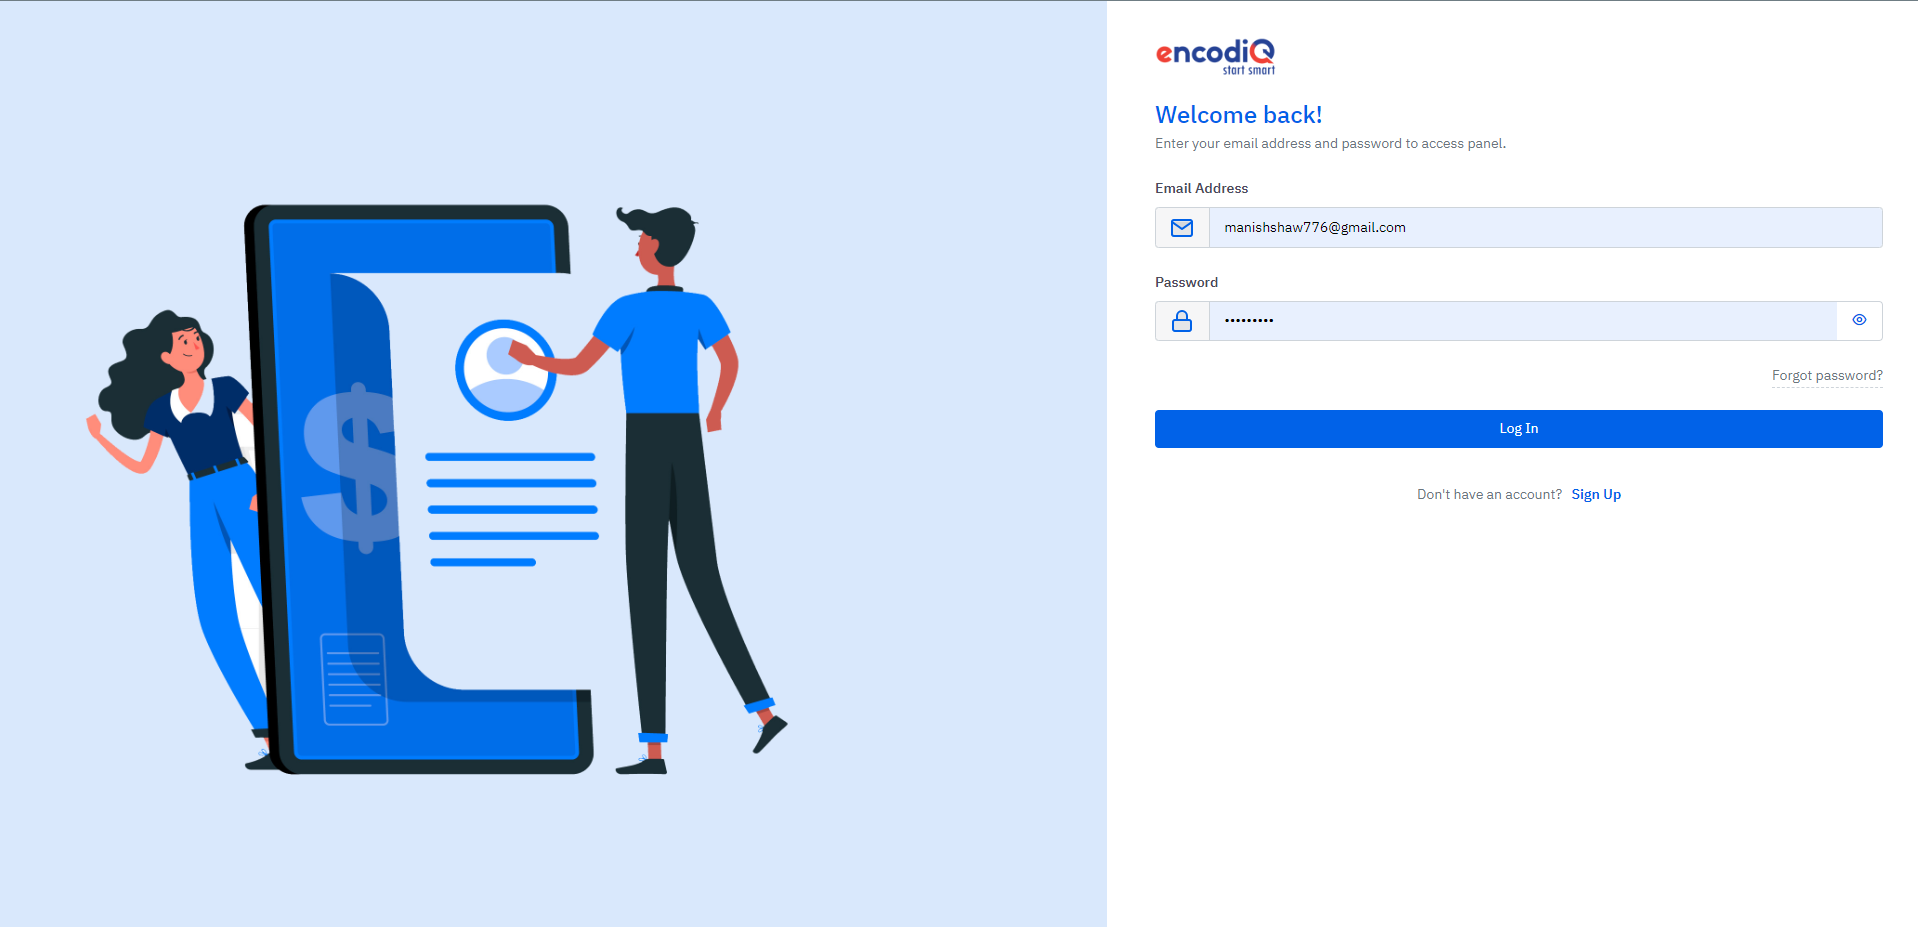 encodiQ
start smart
Welcome back!
Enter your email address and password to access panel.
Email Address
manishshaw776@gmail.com
Password
•••••••••
Forgot password?
Log In
Don't have an account? Sign Up
$